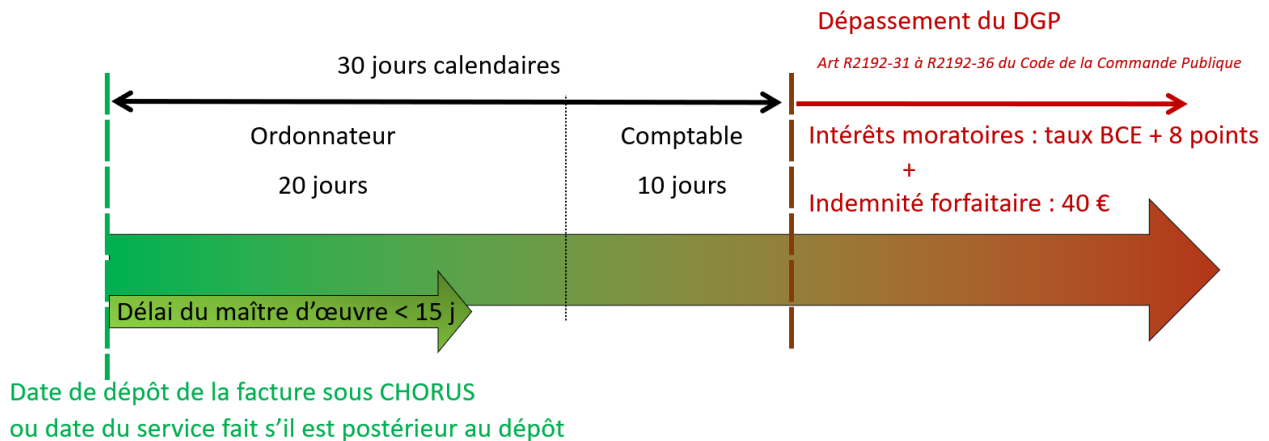 Dépassement du DGP
Art R2192-31 à R2192-36 du Code de la Commande Publique
30 jours calendaires
Ordonnateur
20 jours
Comptable
10 jours
Intérêts moratoires : taux BCE + 8 points
+
Indemnité forfaitaire : 40 €
Délai du maître d’œuvre < 15 j
Date de dépôt de la facture sous CHORUS
ou date du service fait s’il est postérieur au dépôt